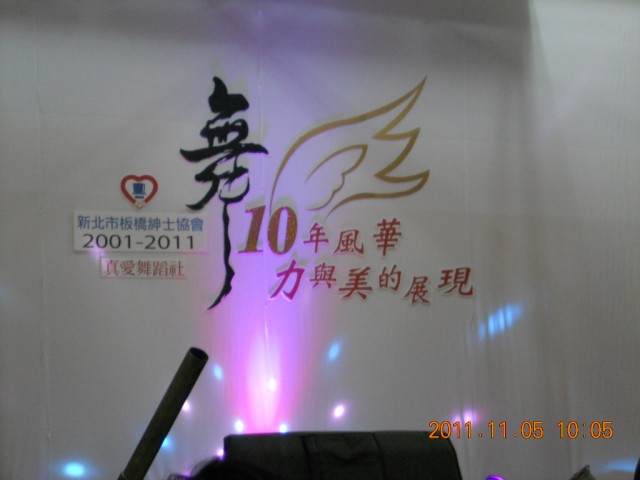 舞
新北市板橋紳士協會
2001-2011
真愛舞蹈社
10年風華
力與美的展現
2011.11.05 10:05